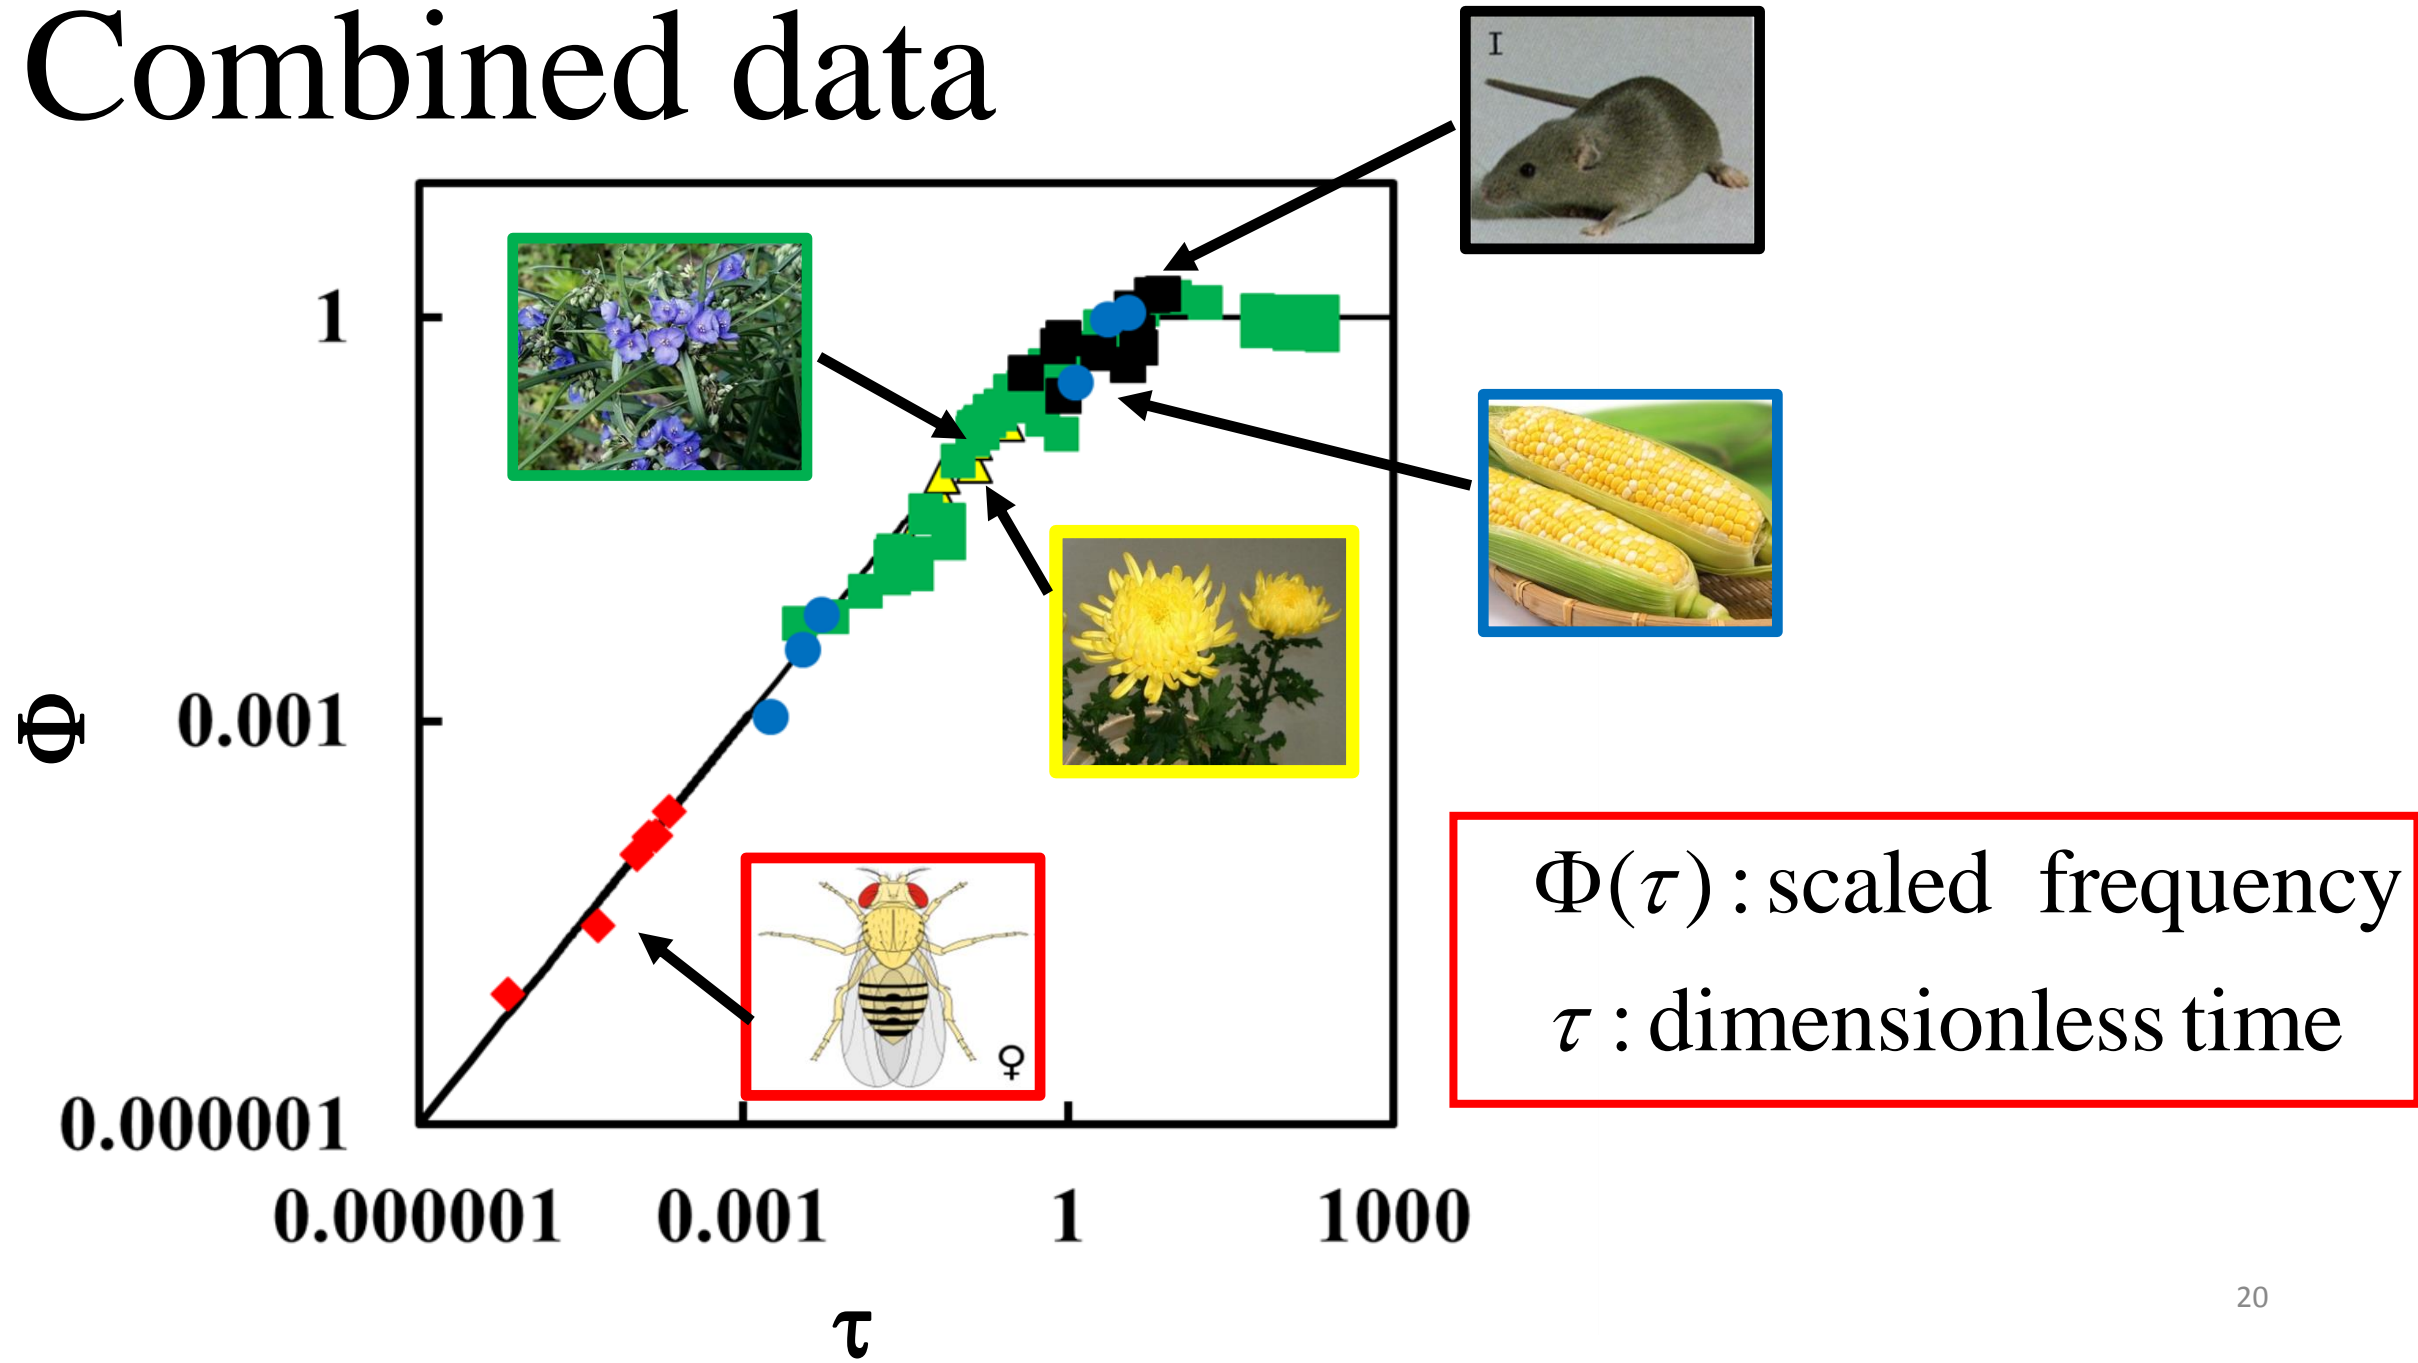 Combined data
I
1
Φ
0.001
0.000001
0.000001 0.001 1 1000
τ
♀
Φ(τ) : scaled frequency
τ : dimensionless time
20